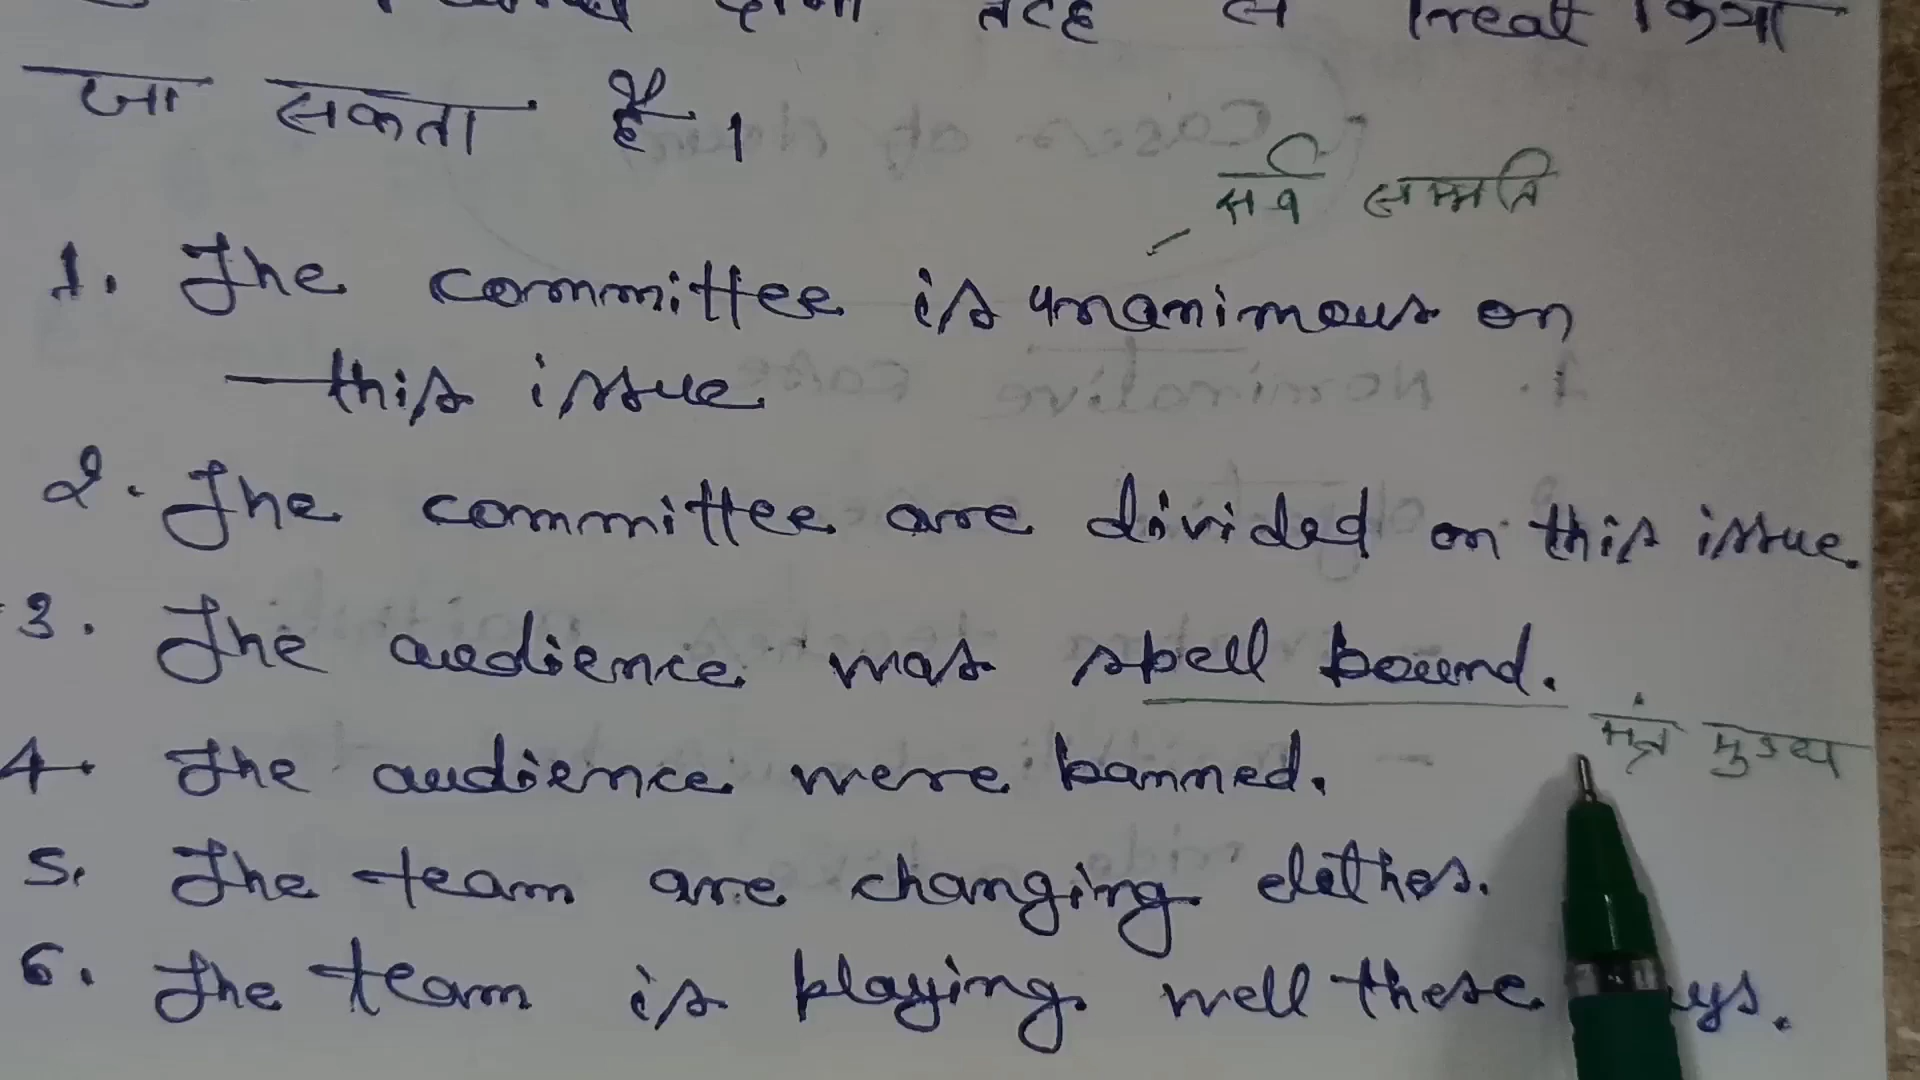 तरह से Treat किया
जा सकता है।
सर्व सम्मति
1. The committee is unanimous on
this issue
2. The committee are divided on this issue.
3. The audience was spell bound.
मंत्र मुग्ध
4. The audience were banned.
5. The team are changing clothes.
6. The team is playing well these